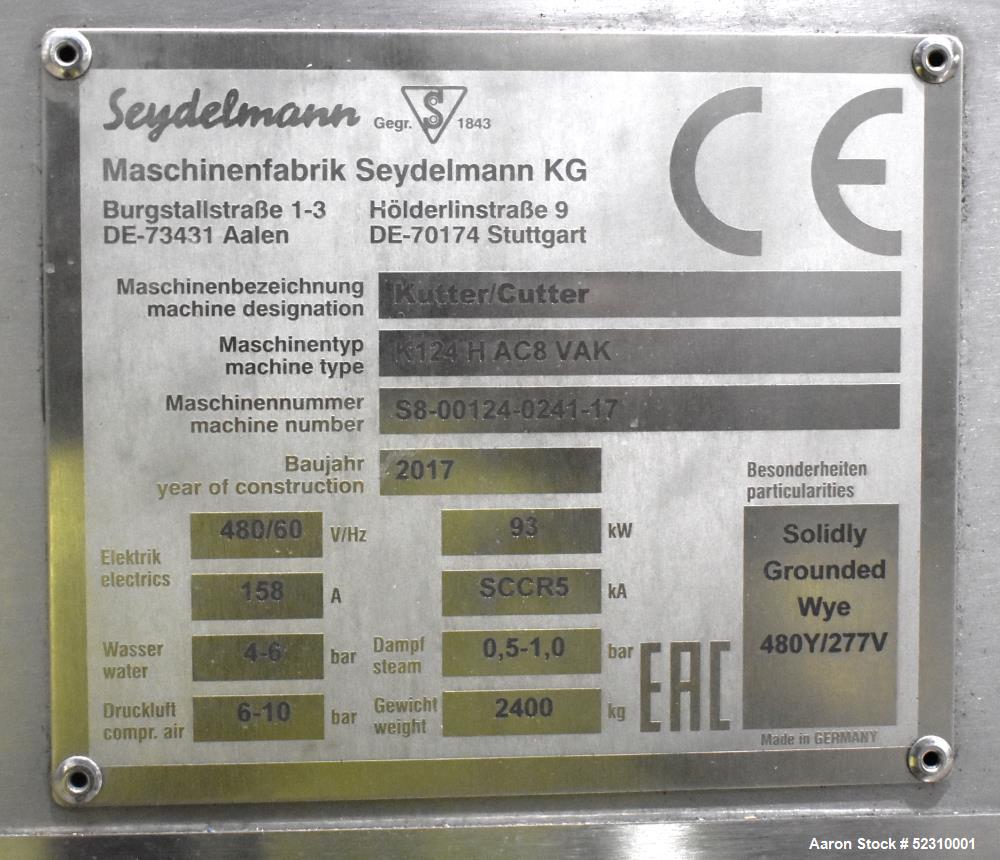 Seydelmann Gegr. S 1843
CE
Maschinenfabrik Seydelmann KG
Burgstallstraße 1-3 Hölderlinstraße 9
DE-73431 Aalen DE-70174 Stuttgart
Maschinenbezeichnung
machine designation
Kutter/Cutter
Maschinentyp
machine type
K124 H AC8 VAK
Maschinennummer
machine number
S8-00124-0241-17
Baujahr
year of construction
2017
Elektrik
electrics
480/60 V/Hz
93 kW
158 A
SCCR5 kA
Wasser
water
4-6 bar
Dampf
steam
0,5-1,0 bar
Druckluft
compr. air
6-10 bar
Gewicht
weight
2400 kg
EAC
Besonderheiten
particularities
Solidly
Grounded
Wye
480Y/277V
Made in GERMANY
Aaron Stock # 52310001